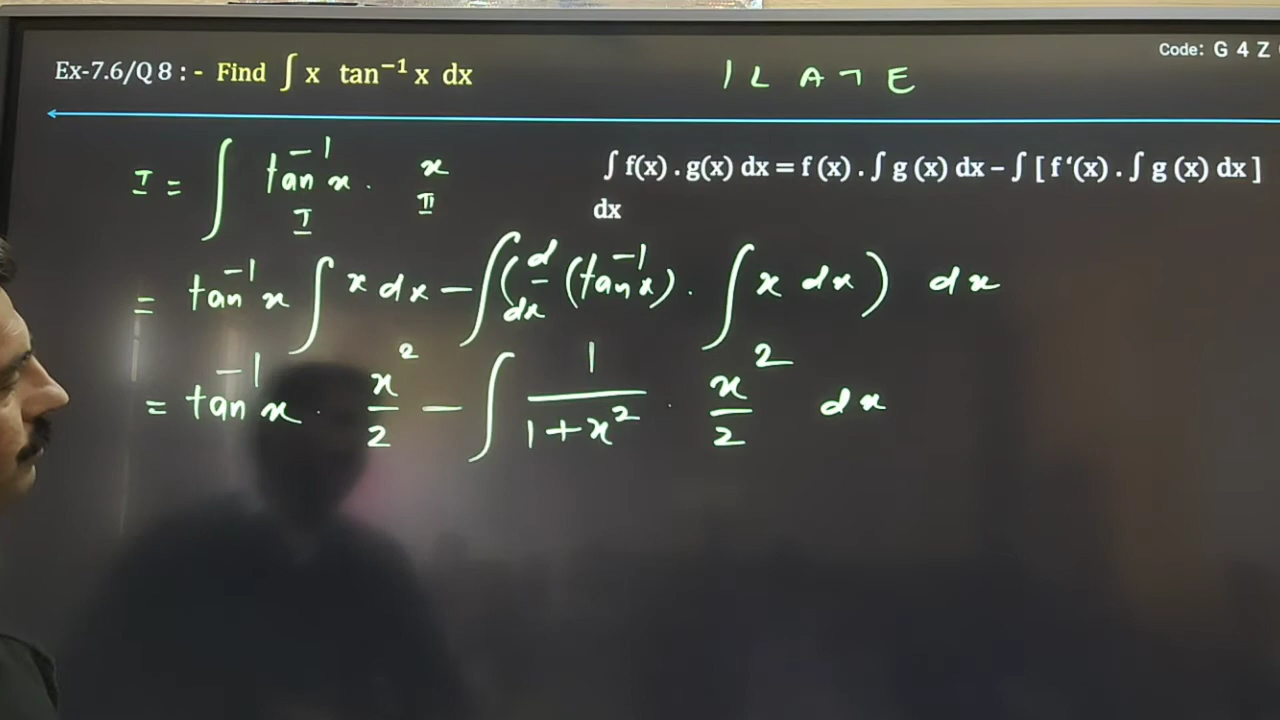 Code: G 4 Z
Ex-7.6/Q 8 : - Find ∫ x tan⁻¹ x dx
I L A T E
I = ∫ tan⁻¹x . x
I II
∫ f(x) . g(x) dx = f (x) . ∫ g (x) dx – ∫ [ f '(x) . ∫ g (x) dx ]
dx
= tan⁻¹x ∫ x dx – ∫ (d/dx (tan⁻¹x) . ∫ x dx) dx
= tan⁻¹x . x²/2 – ∫ 1/(1+x²) . x²/2 dx